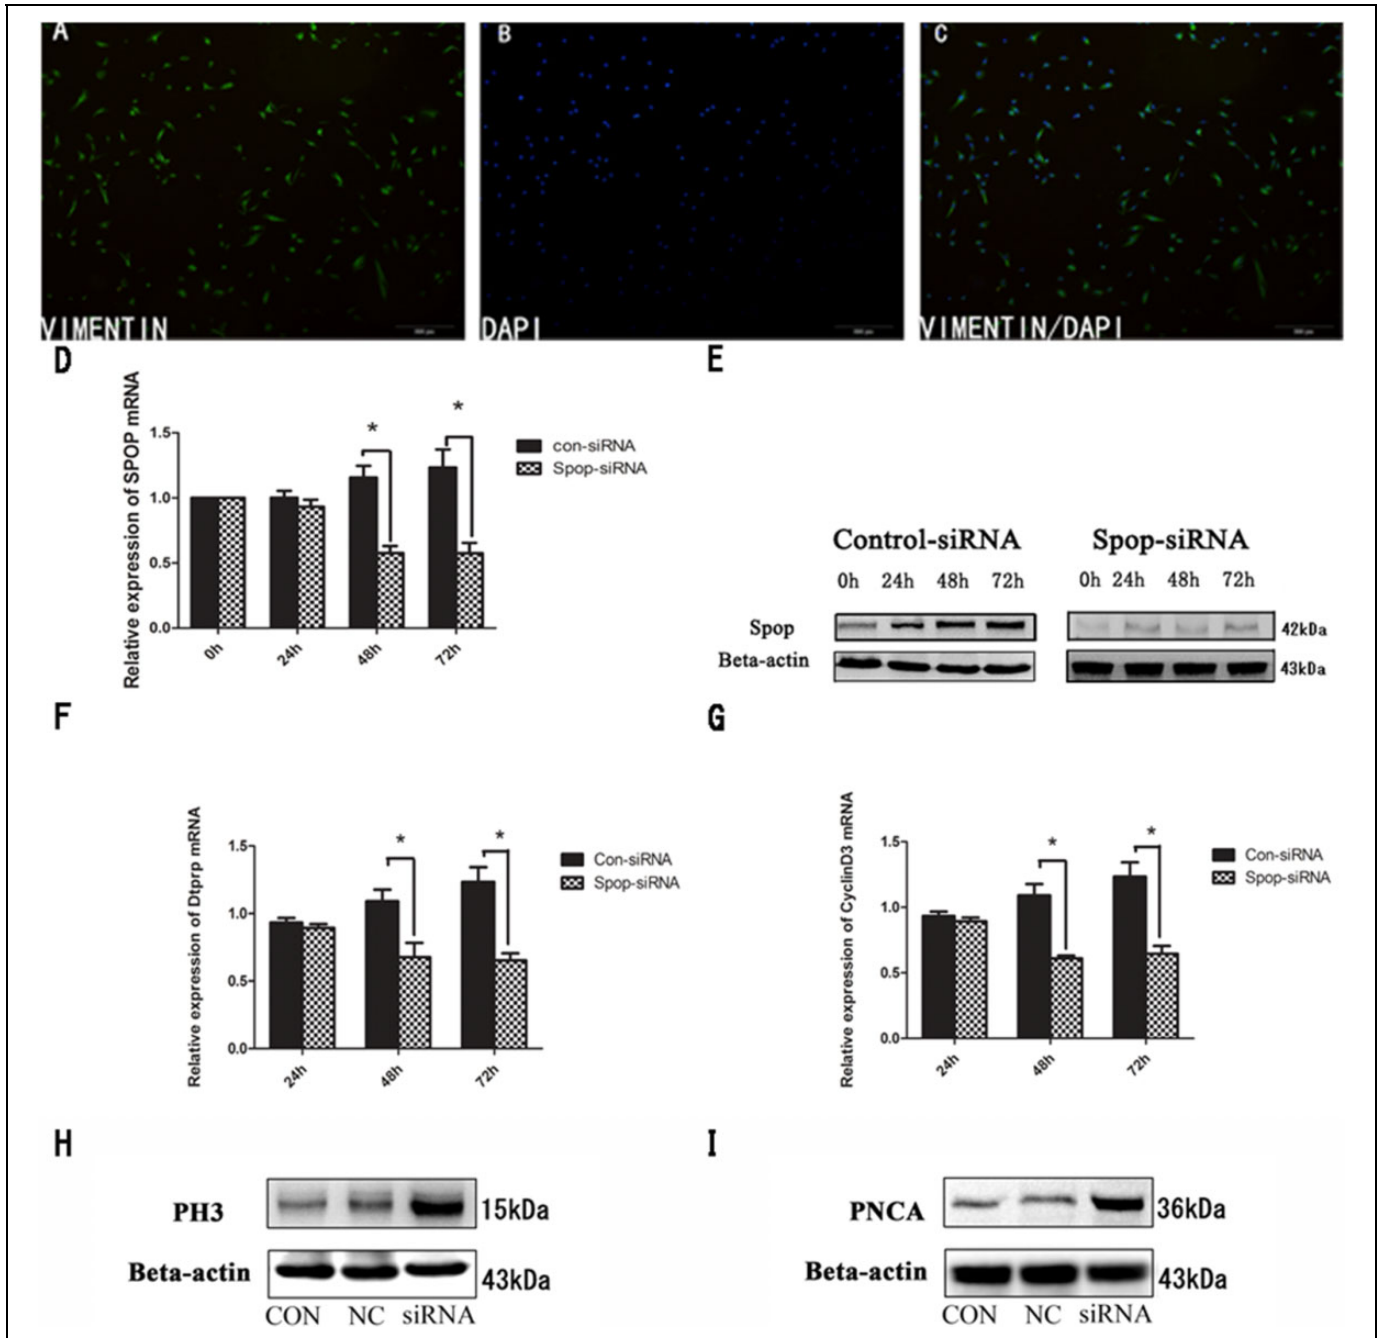 A
B
C
VIMENTIN
DAPI
VIMENTIN/DAPI
D
E
Relative expression of SPOP mRNA
1.5
1.0
0.5
0.0
0h
24h
48h
72h
*
*
con-siRNA
Spop-siRNA
Control-siRNA
Spop-siRNA
0h 24h 48h 72h
0h 24h 48h 72h
Spop
42kDa
Beta-actin
43kDa
F
G
Relative expression of Dtprp mRNA
1.5
1.0
0.5
0.0
24h
48h
72h
*
*
Con-siRNA
Spop-siRNA
Relative expression of CyclinD3 mRNA
1.5
1.0
0.5
0.0
24h
48h
72h
*
*
Con-siRNA
Spop-siRNA
H
I
PH3
15kDa
Beta-actin
43kDa
CON NC siRNA
PNCA
36kDa
Beta-actin
43kDa
CON NC siRNA